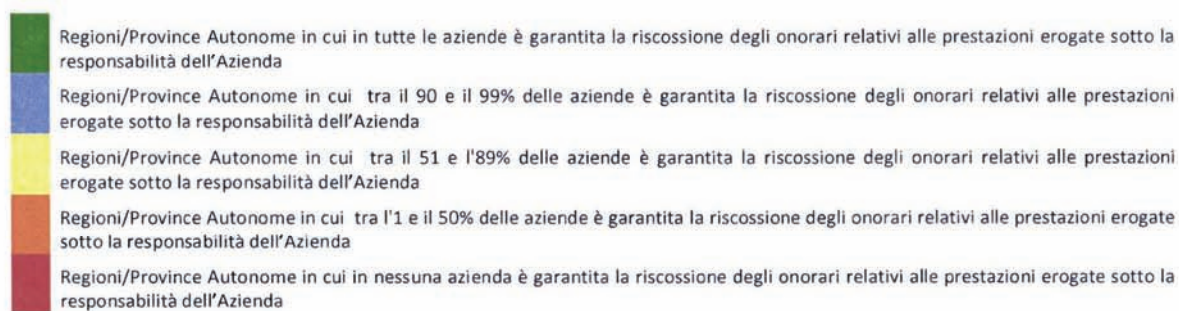 Regioni/Province Autonome in cui in tutte le aziende è garantita la riscossione degli onorari relativi alle prestazioni erogate sotto la
responsabilità dell'Azienda
Regioni/Province Autonome in cui tra il 90 e il 99% delle aziende è garantita la riscossione degli onorari relativi alle prestazioni
erogate sotto la responsabilità dell'Azienda
Regioni/Province Autonome in cui tra il 51 e l'89% delle aziende è garantita la riscossione degli onorari relativi alle prestazioni
erogate sotto la responsabilità dell'Azienda
Regioni/Province Autonome in cui tra l'1 e il 50% delle aziende è garantita la riscossione degli onorari relativi alle prestazioni erogate
sotto la responsabilità dell'Azienda
Regioni/Province Autonome in cui in nessuna azienda è garantita la riscossione degli onorari relativi alle prestazioni erogate sotto la
responsabilità dell'Azienda